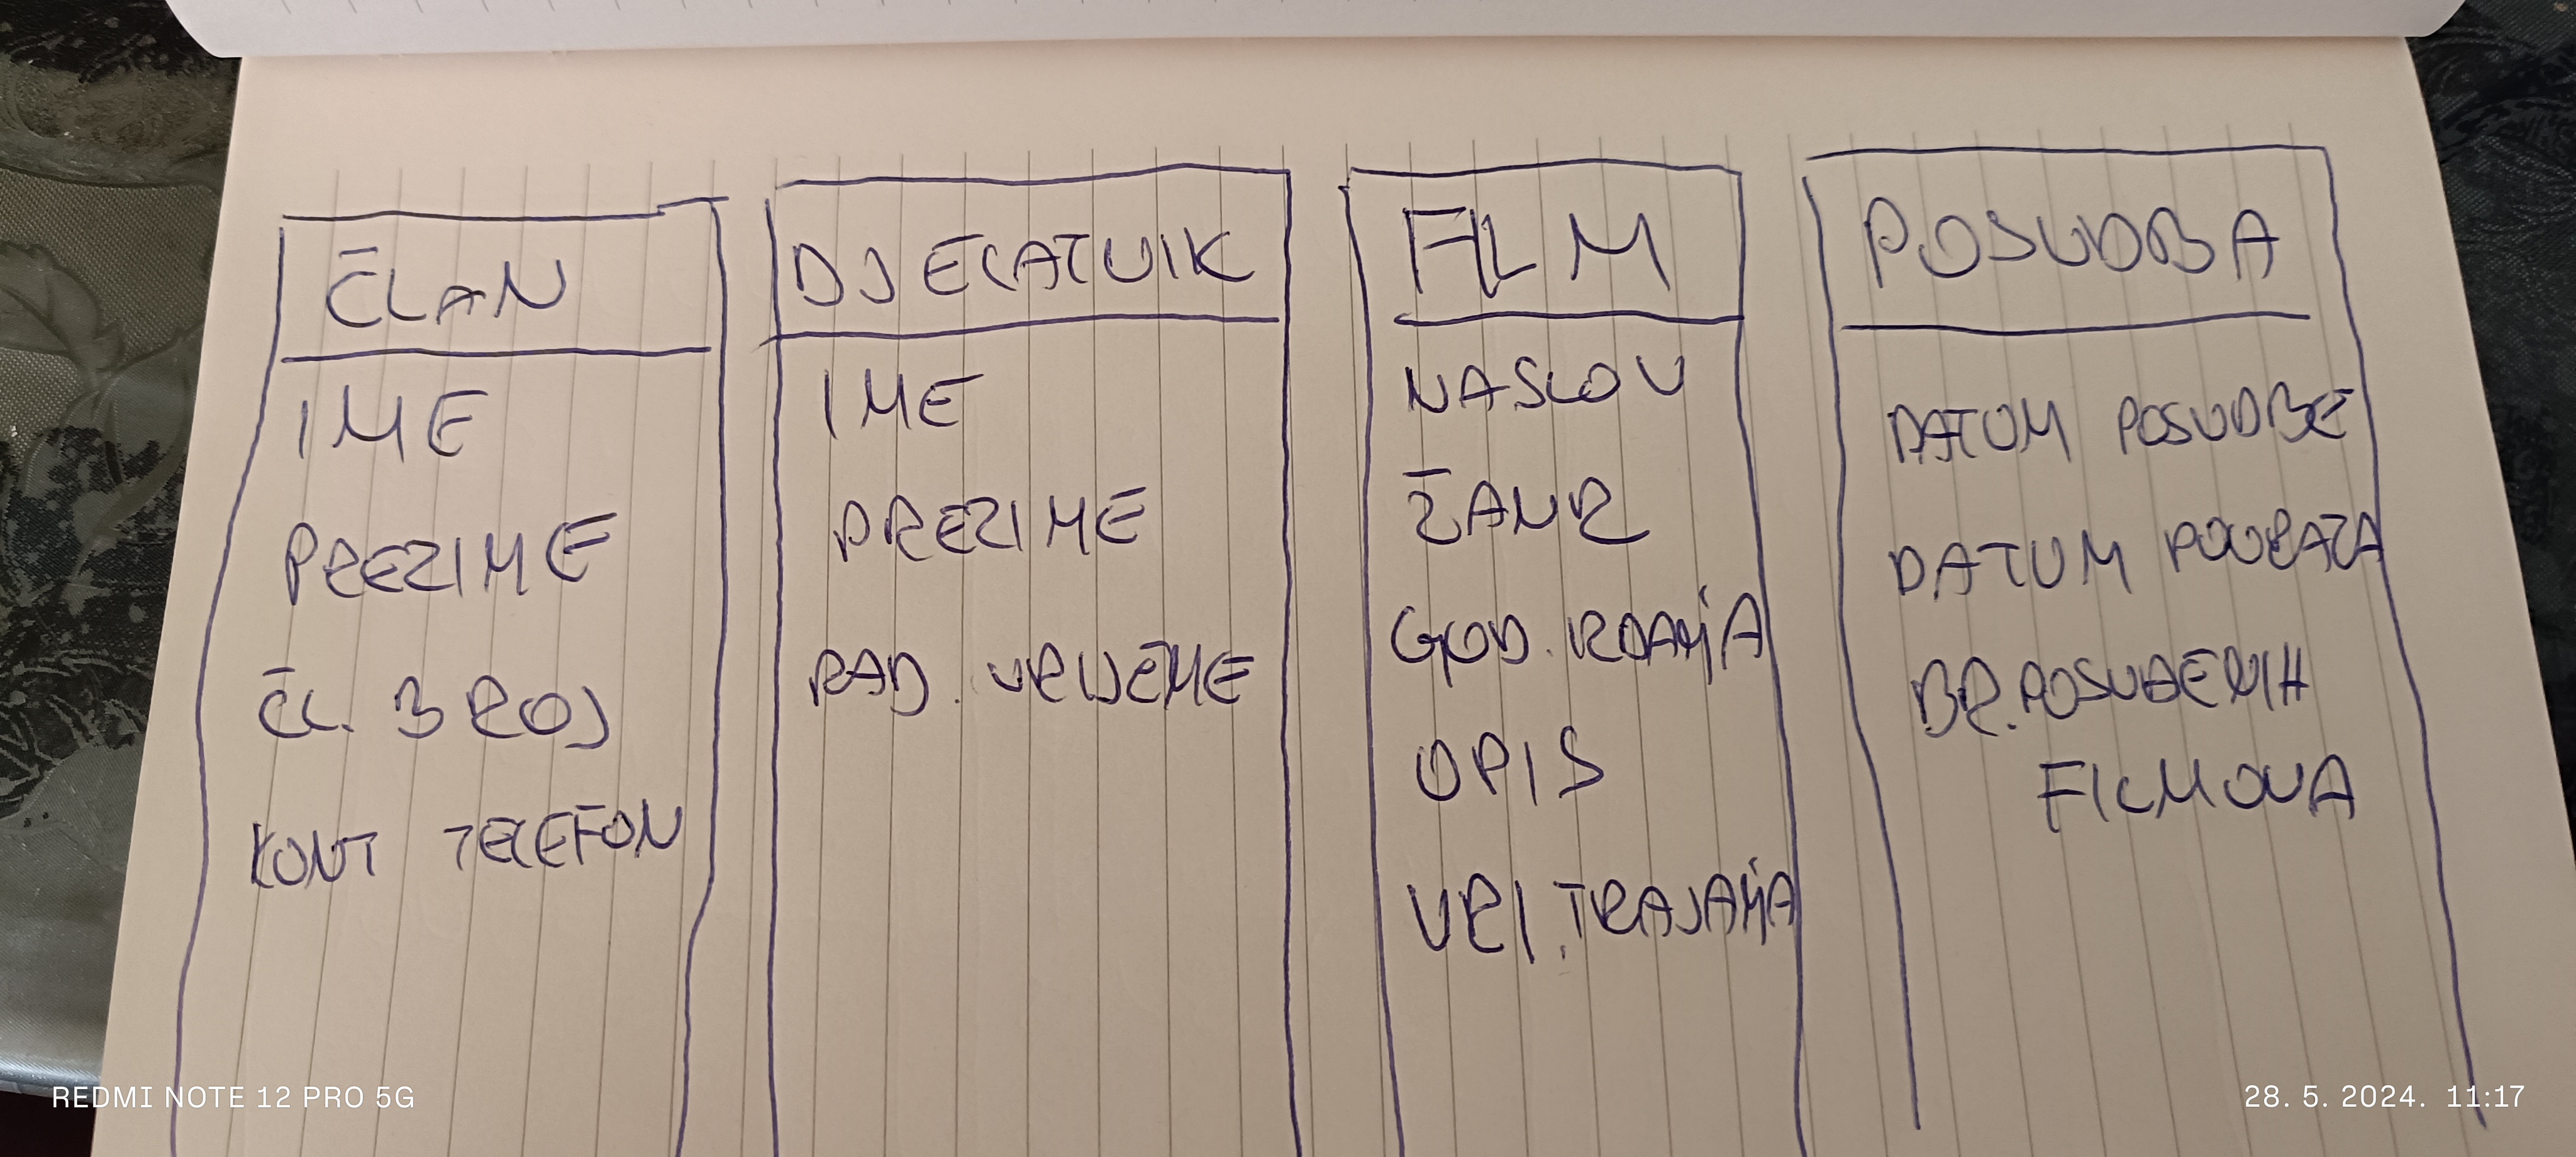 ČLAN
IME
PREZIME
ČL. BROJ
KONT TELEFON
DJELATNIK
IME
PREZIME
RAD. VRIJEME
FILM
NASLOV
ŽANR
GOD. IZDANJA
OPIS
VRI. TRAJANJA
POSUDBA
DATUM POSUDBE
DATUM POVRATA
BR. POSUĐENIH
FILMOVA
REDMI NOTE 12 PRO 5G
28. 5. 2024. 11:17